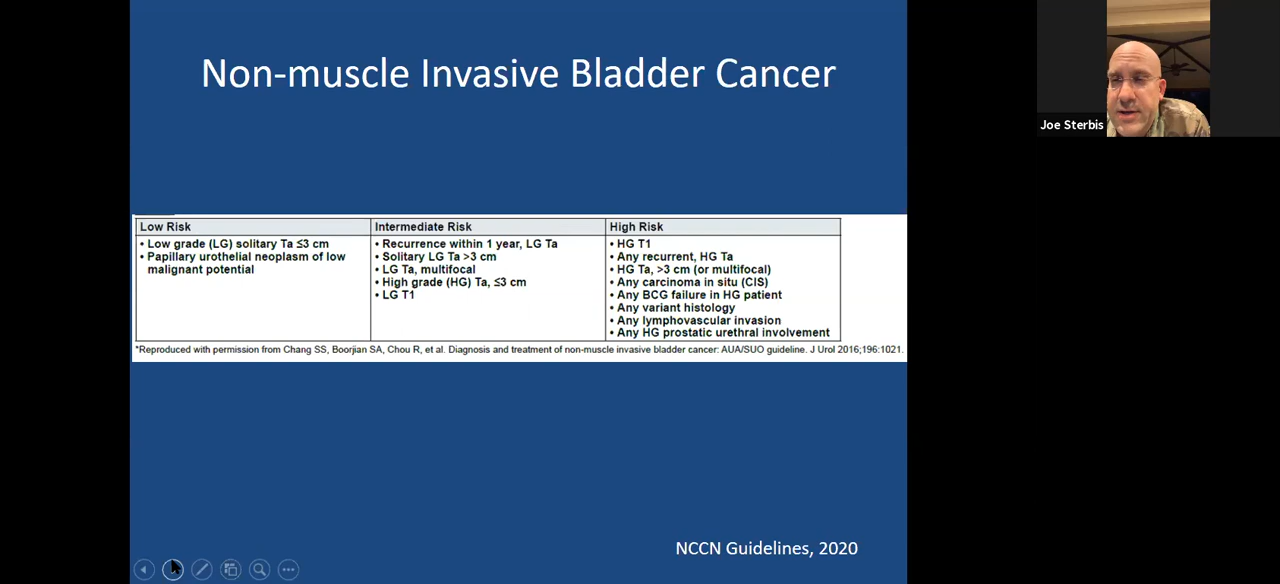 Non-muscle Invasive Bladder Cancer
Joe Sterbis
Low Risk
• Low grade (LG) solitary Ta ≤3 cm
• Papillary urothelial neoplasm of low
malignant potential
Intermediate Risk
• Recurrence within 1 year, LG Ta
• Solitary LG Ta >3 cm
• LG Ta, multifocal
• High grade (HG) Ta, ≤3 cm
• LG T1
High Risk
• HG T1
• Any recurrent, HG Ta
• HG Ta, >3 cm (or multifocal)
• Any carcinoma in situ (CIS)
• Any BCG failure in HG patient
• Any variant histology
• Any lymphovascular invasion
• Any HG prostatic urethral involvement
*Reproduced with permission from Chang SS, Boorjian SA, Chou R, et al. Diagnosis and treatment of non-muscle invasive bladder cancer: AUA/SUO guideline. J Urol 2016;196:1021.
NCCN Guidelines, 2020